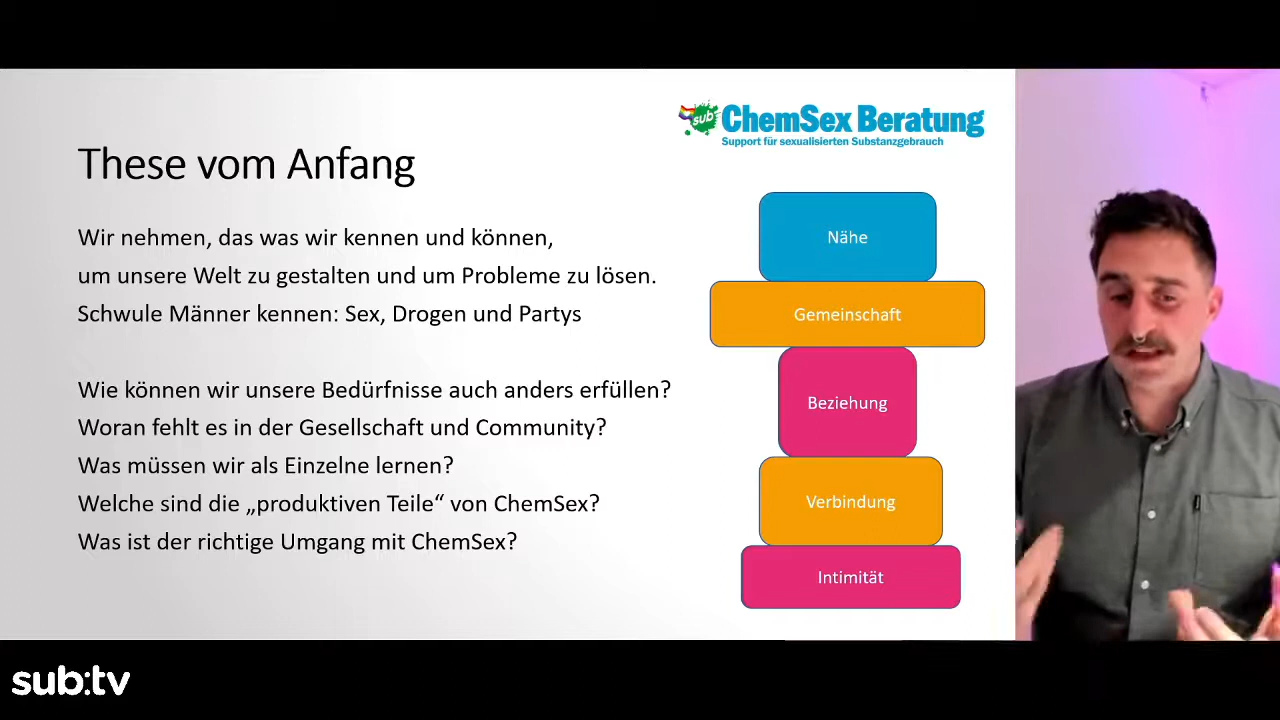 sub
ChemSex Beratung
Support für sexualisierten Substanzgebrauch
These vom Anfang
Wir nehmen, das was wir kennen und können,
um unsere Welt zu gestalten und um Probleme zu lösen.
Schwule Männer kennen: Sex, Drogen und Partys
Wie können wir unsere Bedürfnisse auch anders erfüllen?
Woran fehlt es in der Gesellschaft und Community?
Was müssen wir als Einzelne lernen?
Welche sind die „produktiven Teile“ von ChemSex?
Was ist der richtige Umgang mit ChemSex?
Nähe
Gemeinschaft
Beziehung
Verbindung
Intimität
sub:tv